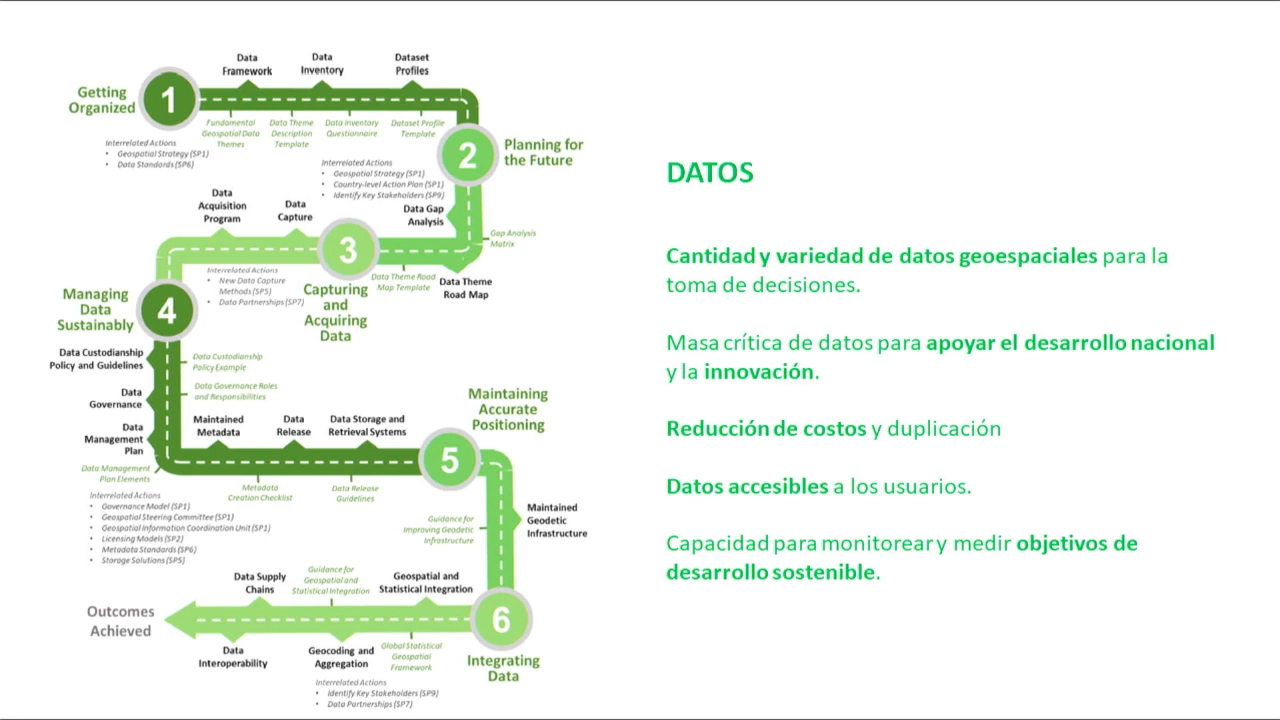 Getting
Organized
1
Data
Framework
Data
Inventory
Dataset
Profiles
Fundamental
Geospatial Data
Themes
Data Theme
Description
Template
Data Inventory
Questionnaire
Dataset Profile
Template
Interrelated Actions
• Geospatial Strategy (SP1)
• Data Standards (SP6)
2
Planning for
the Future
Interrelated Actions
• Geospatial Strategy (SP1)
• Country-level Action Plan (SP1)
• Identify Key Stakeholders (SP9)
Data Gap
Analysis
Gap Analysis
Matrix
Data Theme
Road Map
Data Theme Road
Map Template
3
Capturing
and
Acquiring
Data
Data
Capture
Data
Acquisition
Program
Interrelated Actions
• New Data Capture
Methods (SP5)
• Data Partnerships (SP7)
4
Managing
Data
Sustainably
Data Custodianship
Policy and Guidelines
Data Custodianship
Policy Example
Data
Governance
Data Governance Roles
and Responsibilities
Data
Management
Plan
Data Management
Plan Elements
Maintained
Metadata
Data
Release
Data Storage and
Retrieval Systems
Metadata
Creation Checklist
Data Release
Guidelines
Interrelated Actions
• Governance Model (SP1)
• Geospatial Steering Committee (SP1)
• Geospatial Information Coordination Unit (SP1)
• Licensing Models (SP2)
• Metadata Standards (SP6)
• Storage Solutions (SP5)
5
Maintaining
Accurate
Positioning
Maintained
Geodetic
Infrastructure
Guidance for
Improving Geodetic
Infrastructure
6
Integrating
Data
Geospatial and
Statistical Integration
Guidance for
Geospatial and
Statistical Integration
Data Supply
Chains
Global Statistical
Geospatial
Framework
Geocoding and
Aggregation
Data
Interoperability
Interrelated Actions
• Identify Key Stakeholders (SP9)
• Data Partnerships (SP7)
Outcomes
Achieved
DATOS
Cantidad y variedad de datos geoespaciales para la
toma de decisiones.
Masa crítica de datos para apoyar el desarrollo nacional
y la innovación.
Reducción de costos y duplicación
Datos accesibles a los usuarios.
Capacidad para monitorear y medir objetivos de
desarrollo sostenible.